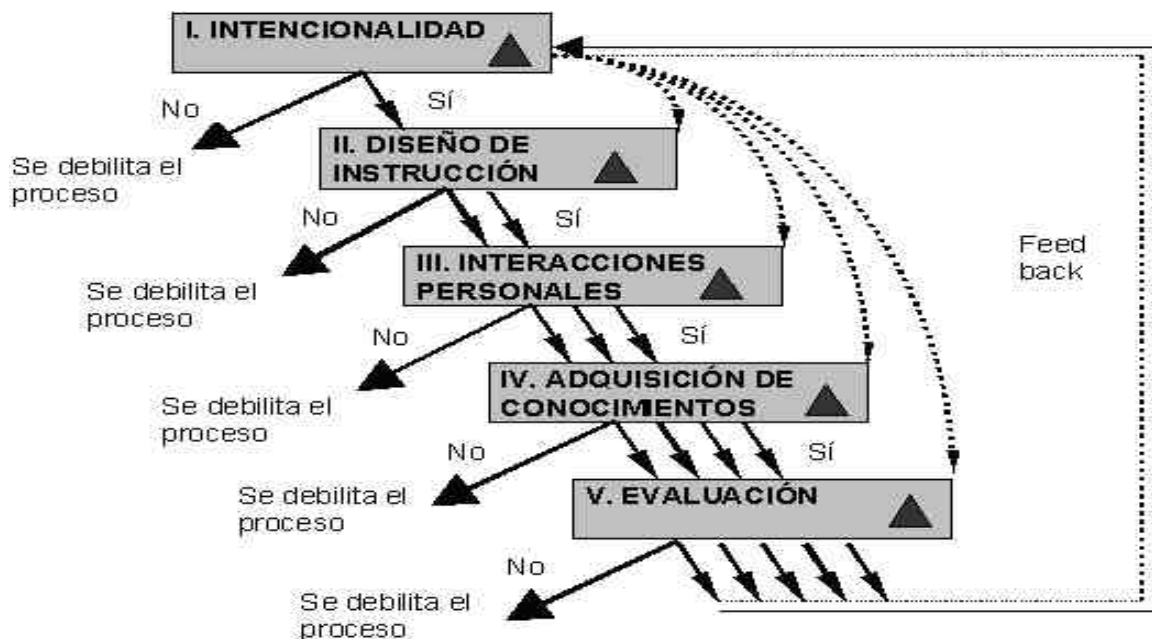 I. INTENCIONALIDAD
No
Sí
Se debilita el
proceso
II. DISEÑO DE
INSTRUCCIÓN
No
Sí
Se debilita el
proceso
III. INTERACCIONES
PERSONALES
Feed
back
No
Sí
Se debilita el
proceso
IV. ADQUISICIÓN DE
CONOCIMIENTOS
No
Sí
Se debilita el
proceso
V. EVALUACIÓN
No
Se debilita el
proceso